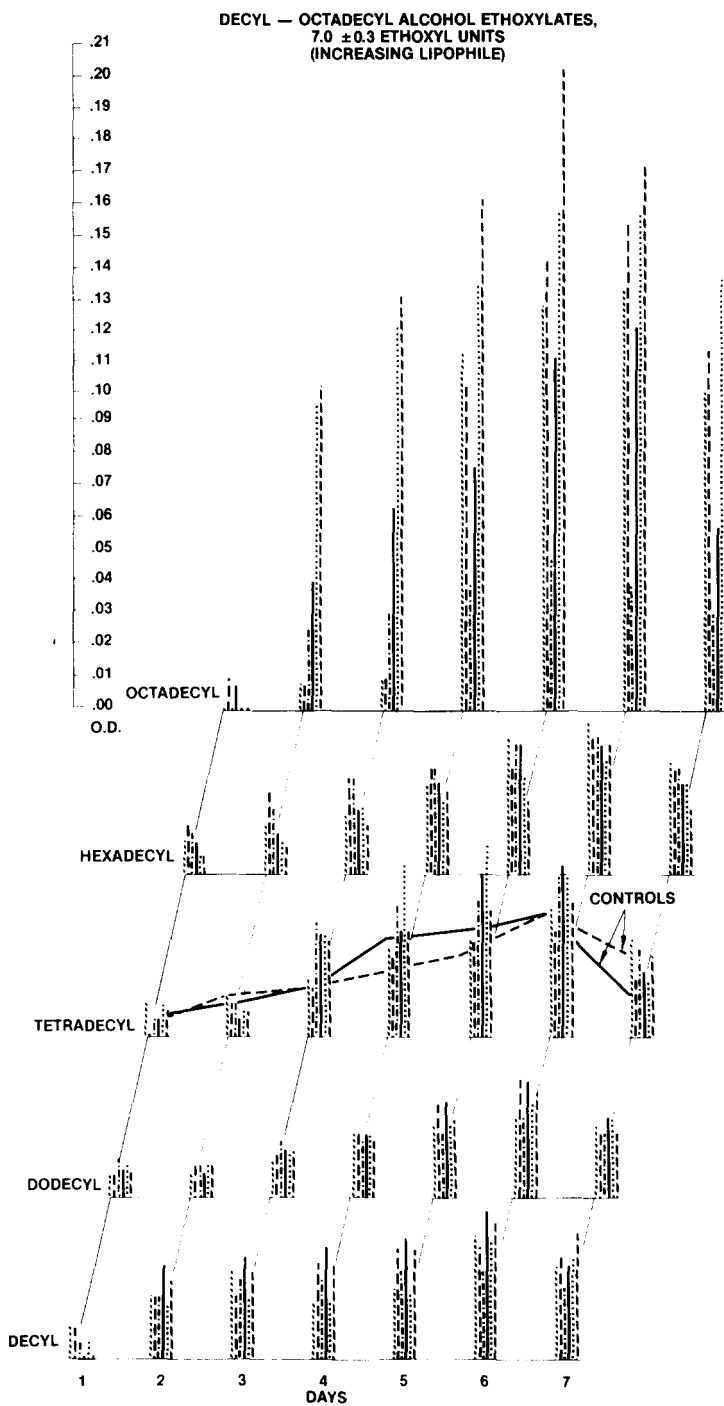 DECYL — OCTADECYL ALCOHOL ETHOXYLATES,
7.0 ±0.3 ETHOXYL UNITS
(INCREASING LIPOPHILE)
.21
.20
.19
.18
.17
.16
.15
.14
.13
.12
.11
.10
.09
.08
.07
.06
.05
.04
.03
.02
.01
.00
O.D.
OCTADECYL
HEXADECYL
CONTROLS
TETRADECYL
DODECYL
DECYL
1 2 3 4 5 6 7
DAYS